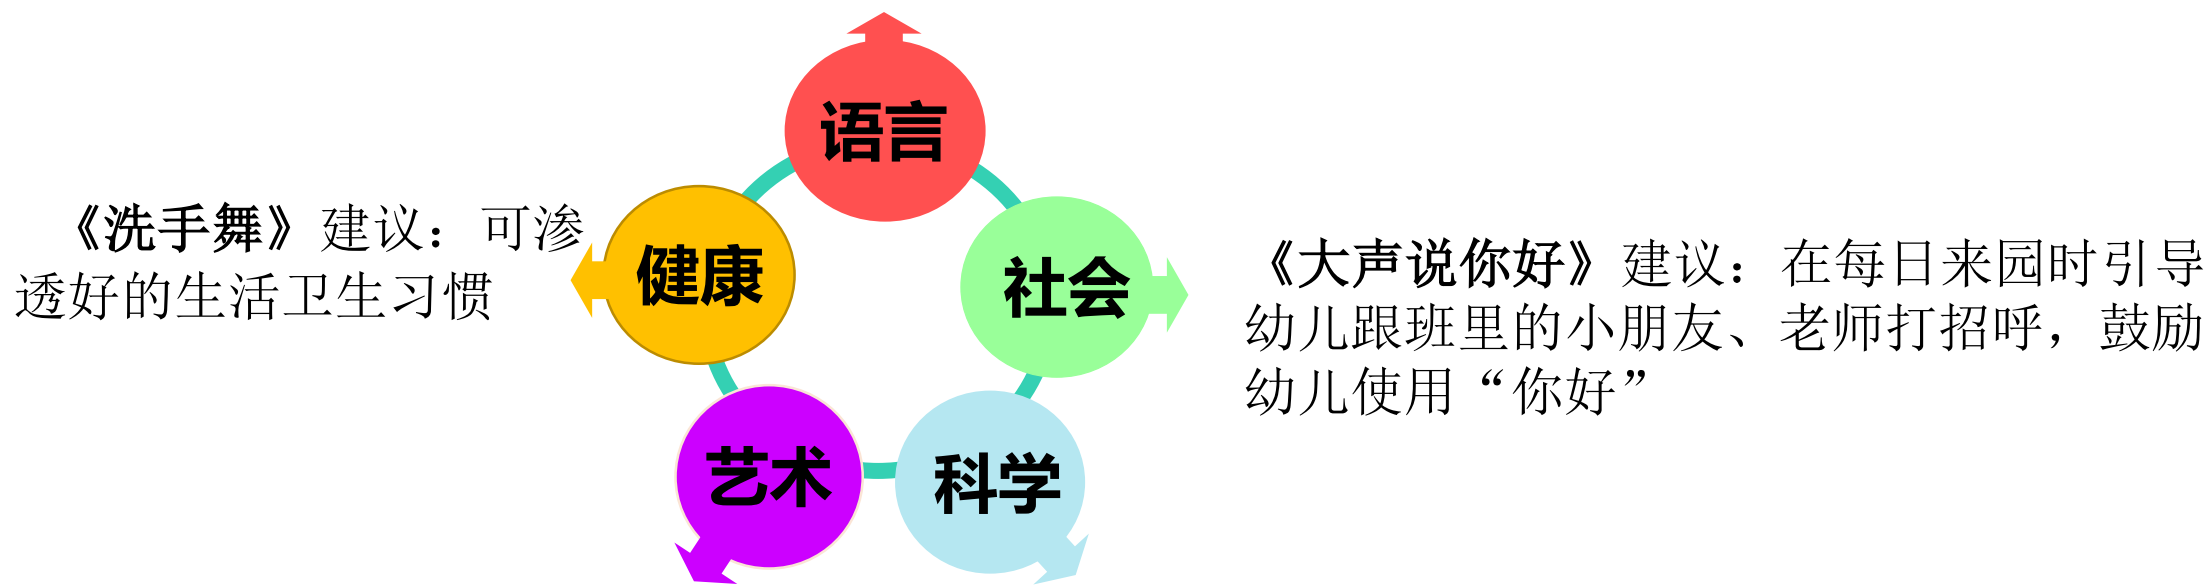 语言
《洗手舞》建议：可渗
透好的生活卫生习惯
健康
社会
《大声说你好》建议：在每日来园时引导
幼儿跟班里的小朋友、老师打招呼，鼓励
幼儿使用“你好”
艺术
科学